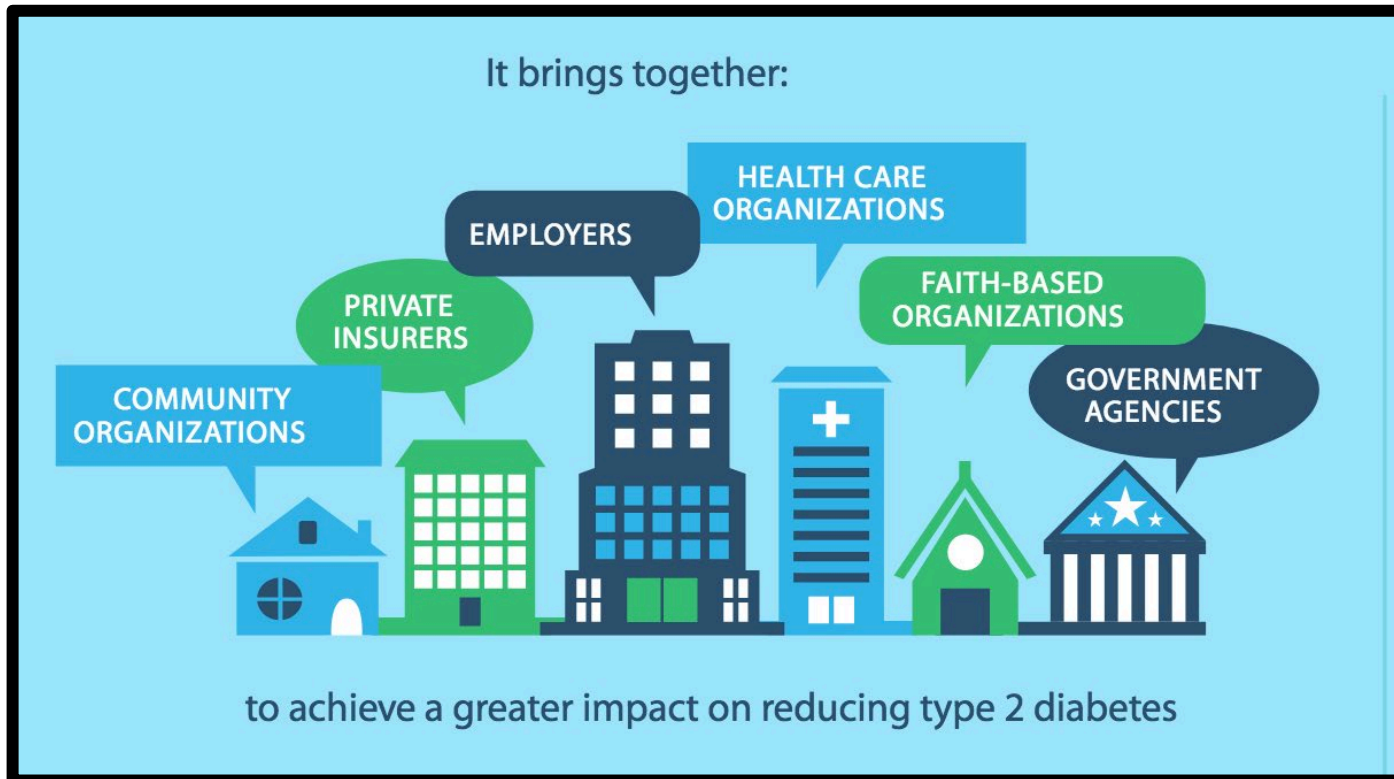 It brings together:
COMMUNITY
ORGANIZATIONS
PRIVATE
INSURERS
EMPLOYERS
HEALTH CARE
ORGANIZATIONS
FAITH-BASED
ORGANIZATIONS
GOVERNMENT
AGENCIES
to achieve a greater impact on reducing type 2 diabetes